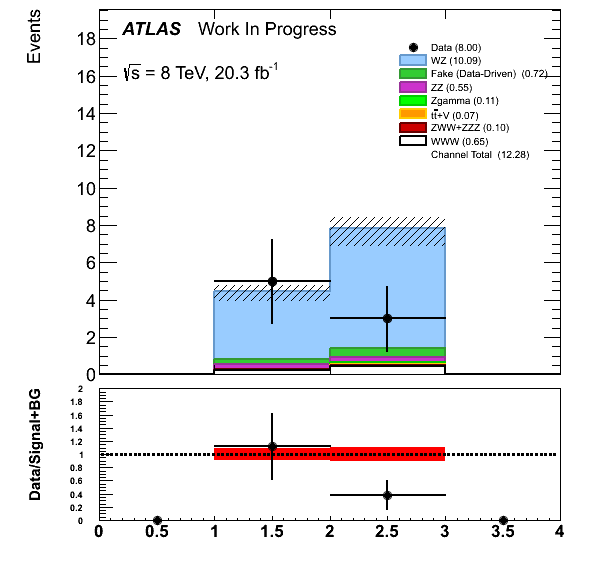 Events
18
16
14
12
10
8
6
4
2
0
ATLAS Work In Progress
√s = 8 TeV, 20.3 fb⁻¹
Data (8.00)
WZ (10.09)
Fake (Data-Driven) (0.72)
ZZ (0.55)
Zgamma (0.11)
tt̄+V (0.07)
ZWW+ZZZ (0.10)
WWW (0.65)
Channel Total (12.28)
Data/Signal+BG
2
1.8
1.6
1.4
1.2
1
0.8
0.6
0.4
0.2
0
0 0.5 1 1.5 2 2.5 3 3.5 4